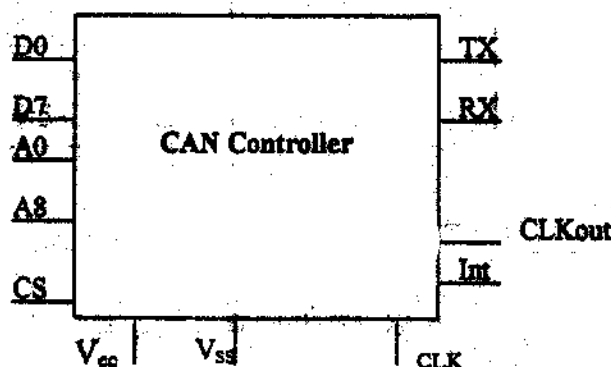 D0
TX
D7
RX
A0
CAN Controller
A8
CLKout
Int
CS
Vcc
Vss
CLK